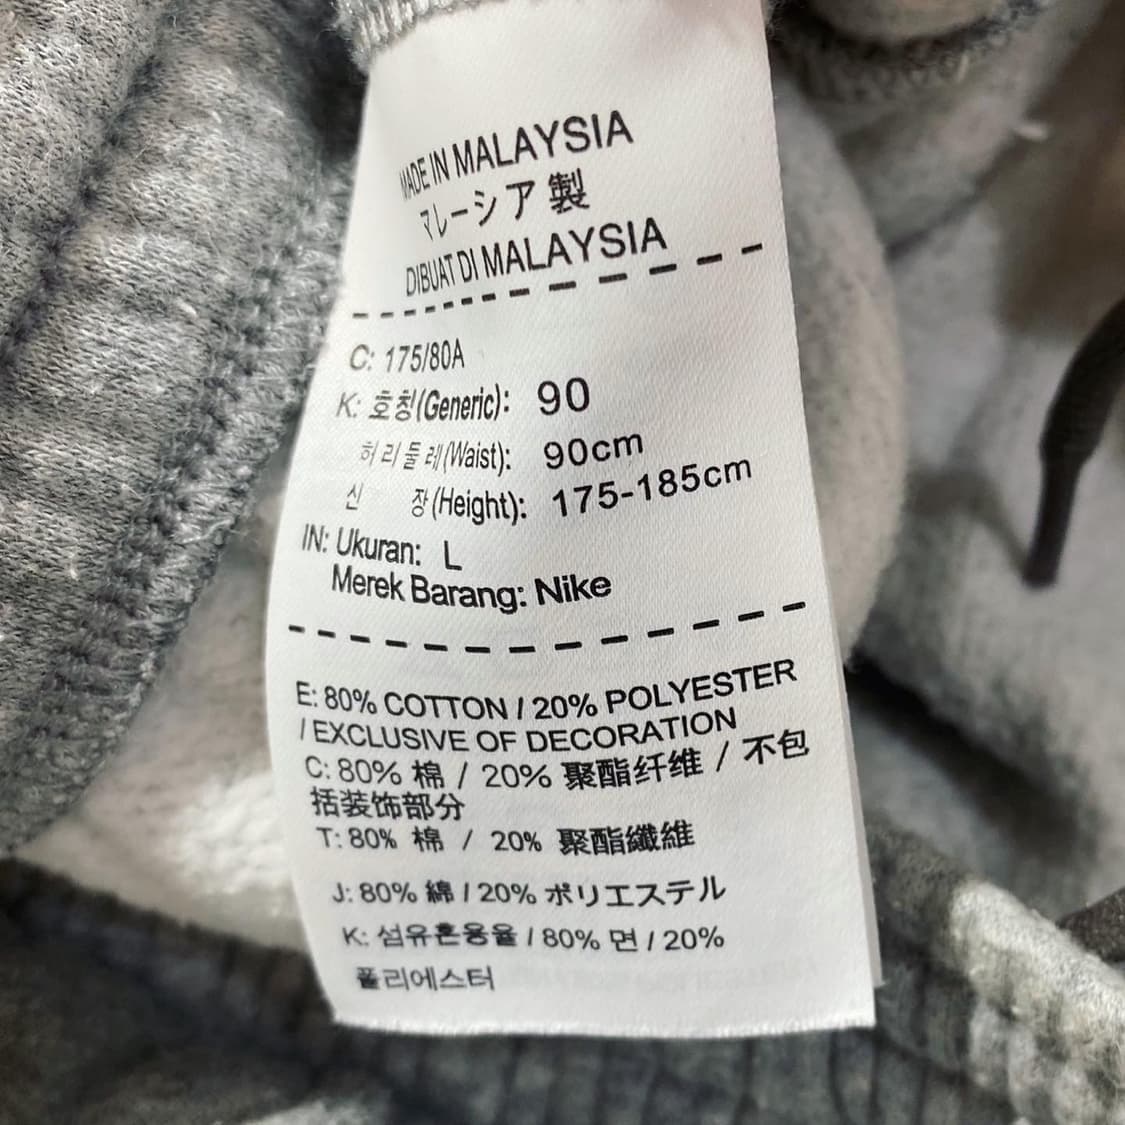 MADE IN MALAYSIA
マレーシア製
DIBUAT DI MALAYSIA
C: 175/80A
K: 호칭(Generic): 90
허리둘레(Waist): 90cm
신 장(Height): 175-185cm
IN: Ukuran: L
Merek Barang: Nike
E: 80% COTTON / 20% POLYESTER
/ EXCLUSIVE OF DECORATION
C: 80% 棉 / 20% 聚酯纤维 / 不包
括装饰部分
T: 80% 棉 / 20% 聚酯纖維
J: 80% 綿 / 20% ポリエステル
K: 섬유혼용율 / 80% 면 / 20%
폴리에스터